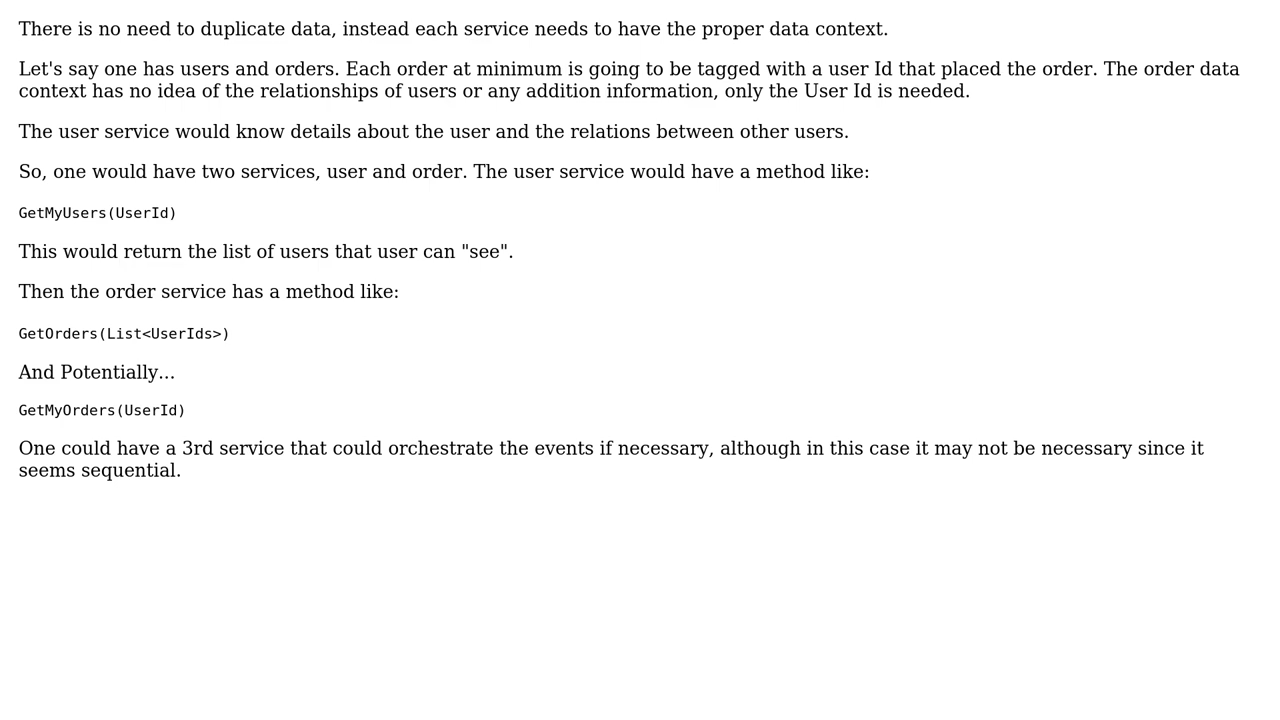 There is no need to duplicate data, instead each service needs to have the proper data context.
Let's say one has users and orders. Each order at minimum is going to be tagged with a user Id that placed the order. The order data
context has no idea of the relationships of users or any addition information, only the User Id is needed.
The user service would know details about the user and the relations between other users.
So, one would have two services, user and order. The user service would have a method like:
GetMyUsers(UserId)
This would return the list of users that user can "see".
Then the order service has a method like:
GetOrders(List<UserIds>)
And Potentially...
GetMyOrders(UserId)
One could have a 3rd service that could orchestrate the events if necessary, although in this case it may not be necessary since it
seems sequential.